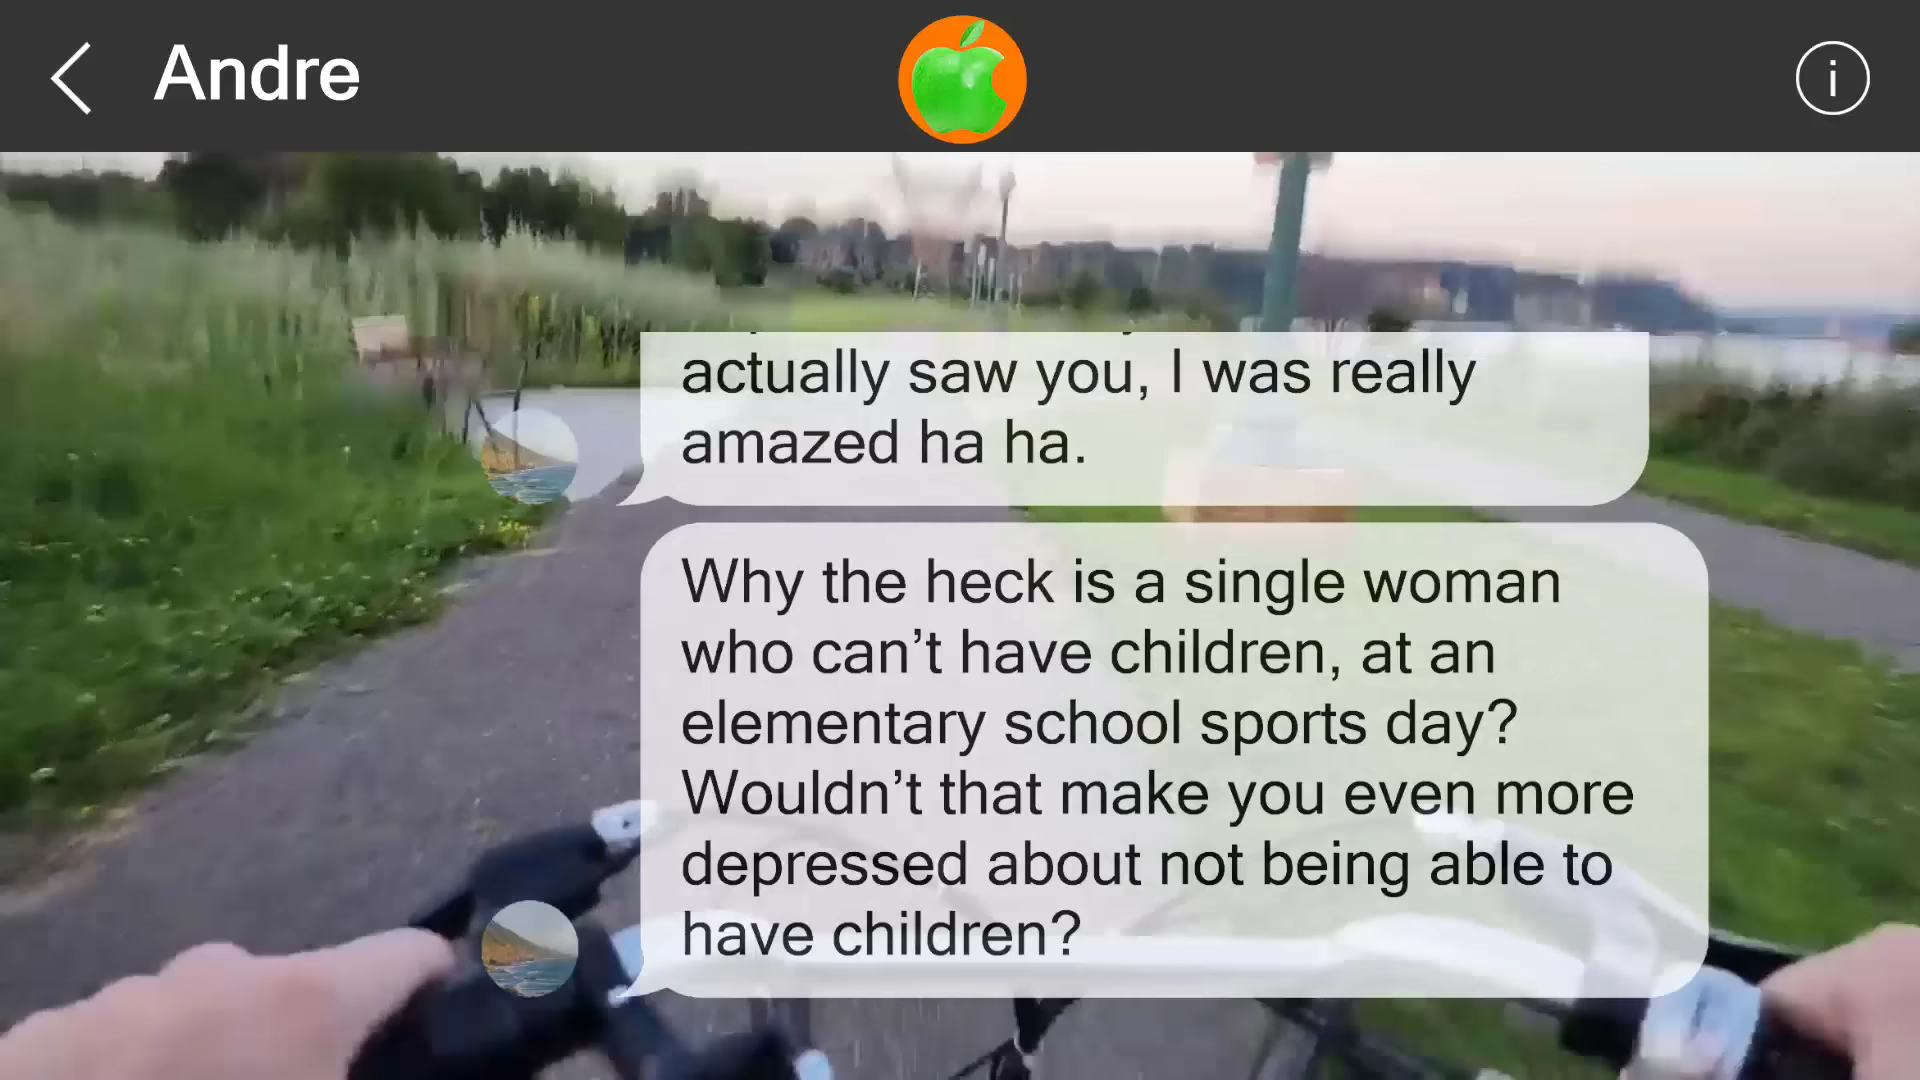 Andre
i
actually saw you, I was really
amazed ha ha.
Why the heck is a single woman
who can’t have children, at an
elementary school sports day?
Wouldn’t that make you even more
depressed about not being able to
have children?